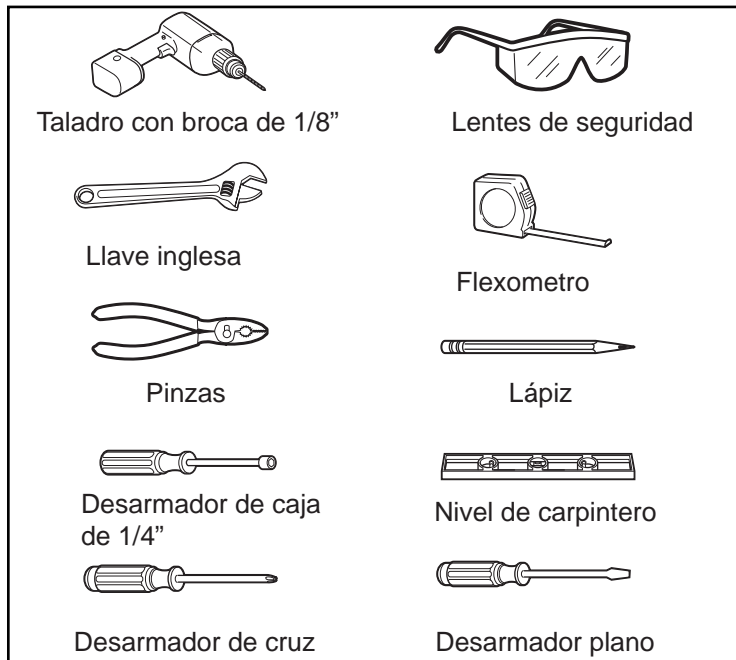 Taladro con broca de 1/8”
Lentes de seguridad
Llave inglesa
Flexometro
Pinzas
Lápiz
Desarmador de caja
de 1/4”
Nivel de carpintero
Desarmador de cruz
Desarmador plano